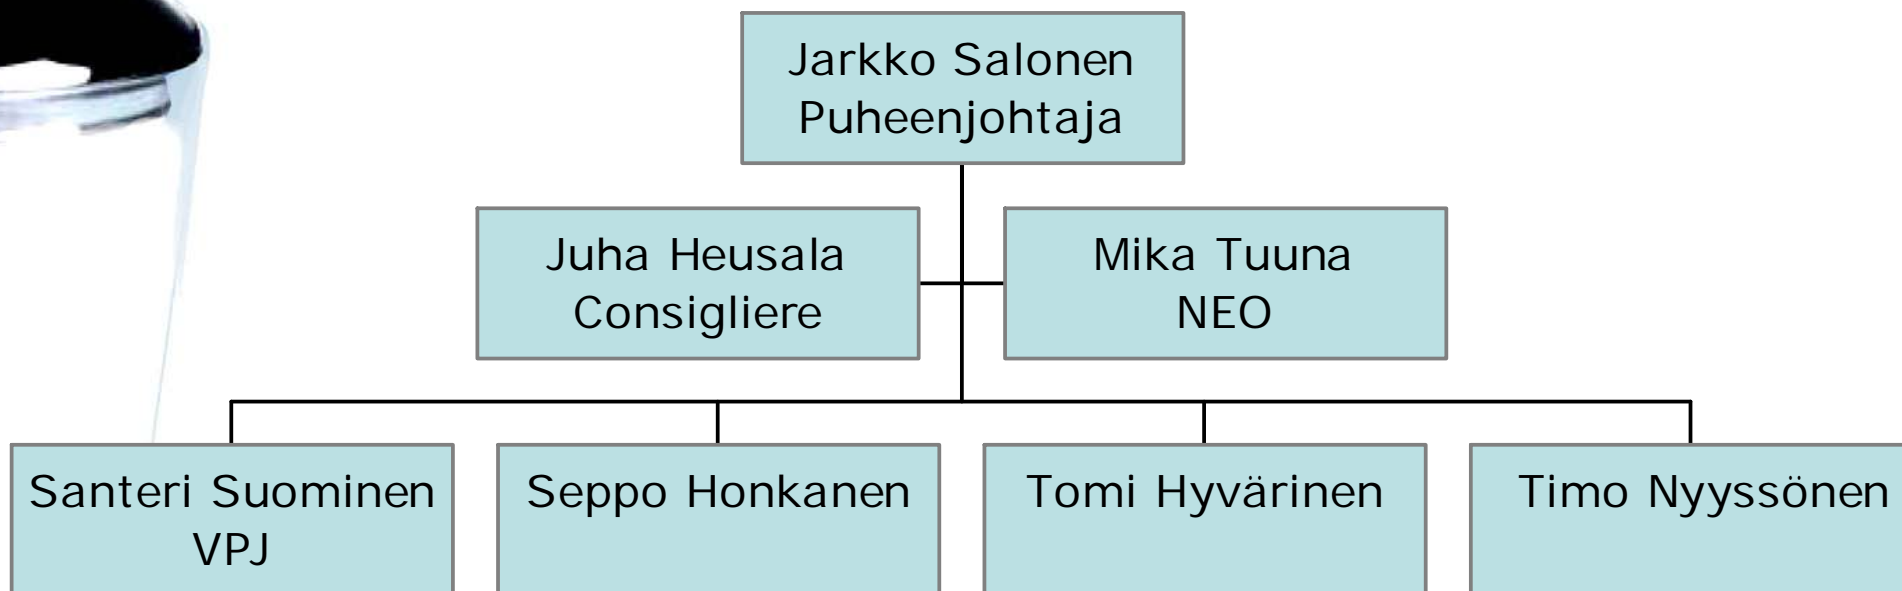 Jarkko Salonen
Puheenjohtaja
Juha Heusala
Consigliere
Mika Tuuna
NEO
Santeri Suominen
VPJ
Seppo Honkanen
Tomi Hyvärinen
Timo Nyyssönen